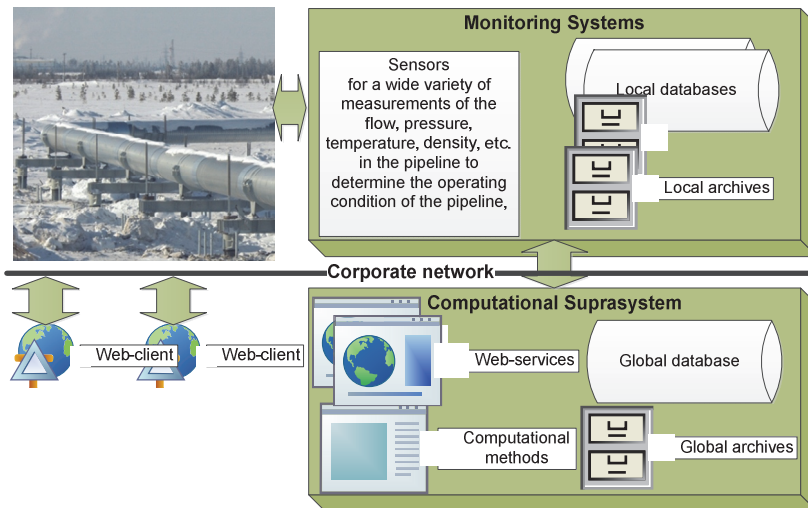 Monitoring Systems
Sensors
for a wide variety of
measurements of the
flow, pressure,
temperature, density, etc.
in the pipeline to
determine the operating
condition of the pipeline,
Local databases
Local archives
Corporate network
Computational Suprasystem
Web-client
Web-client
Web-services
Global database
Computational
methods
Global archives